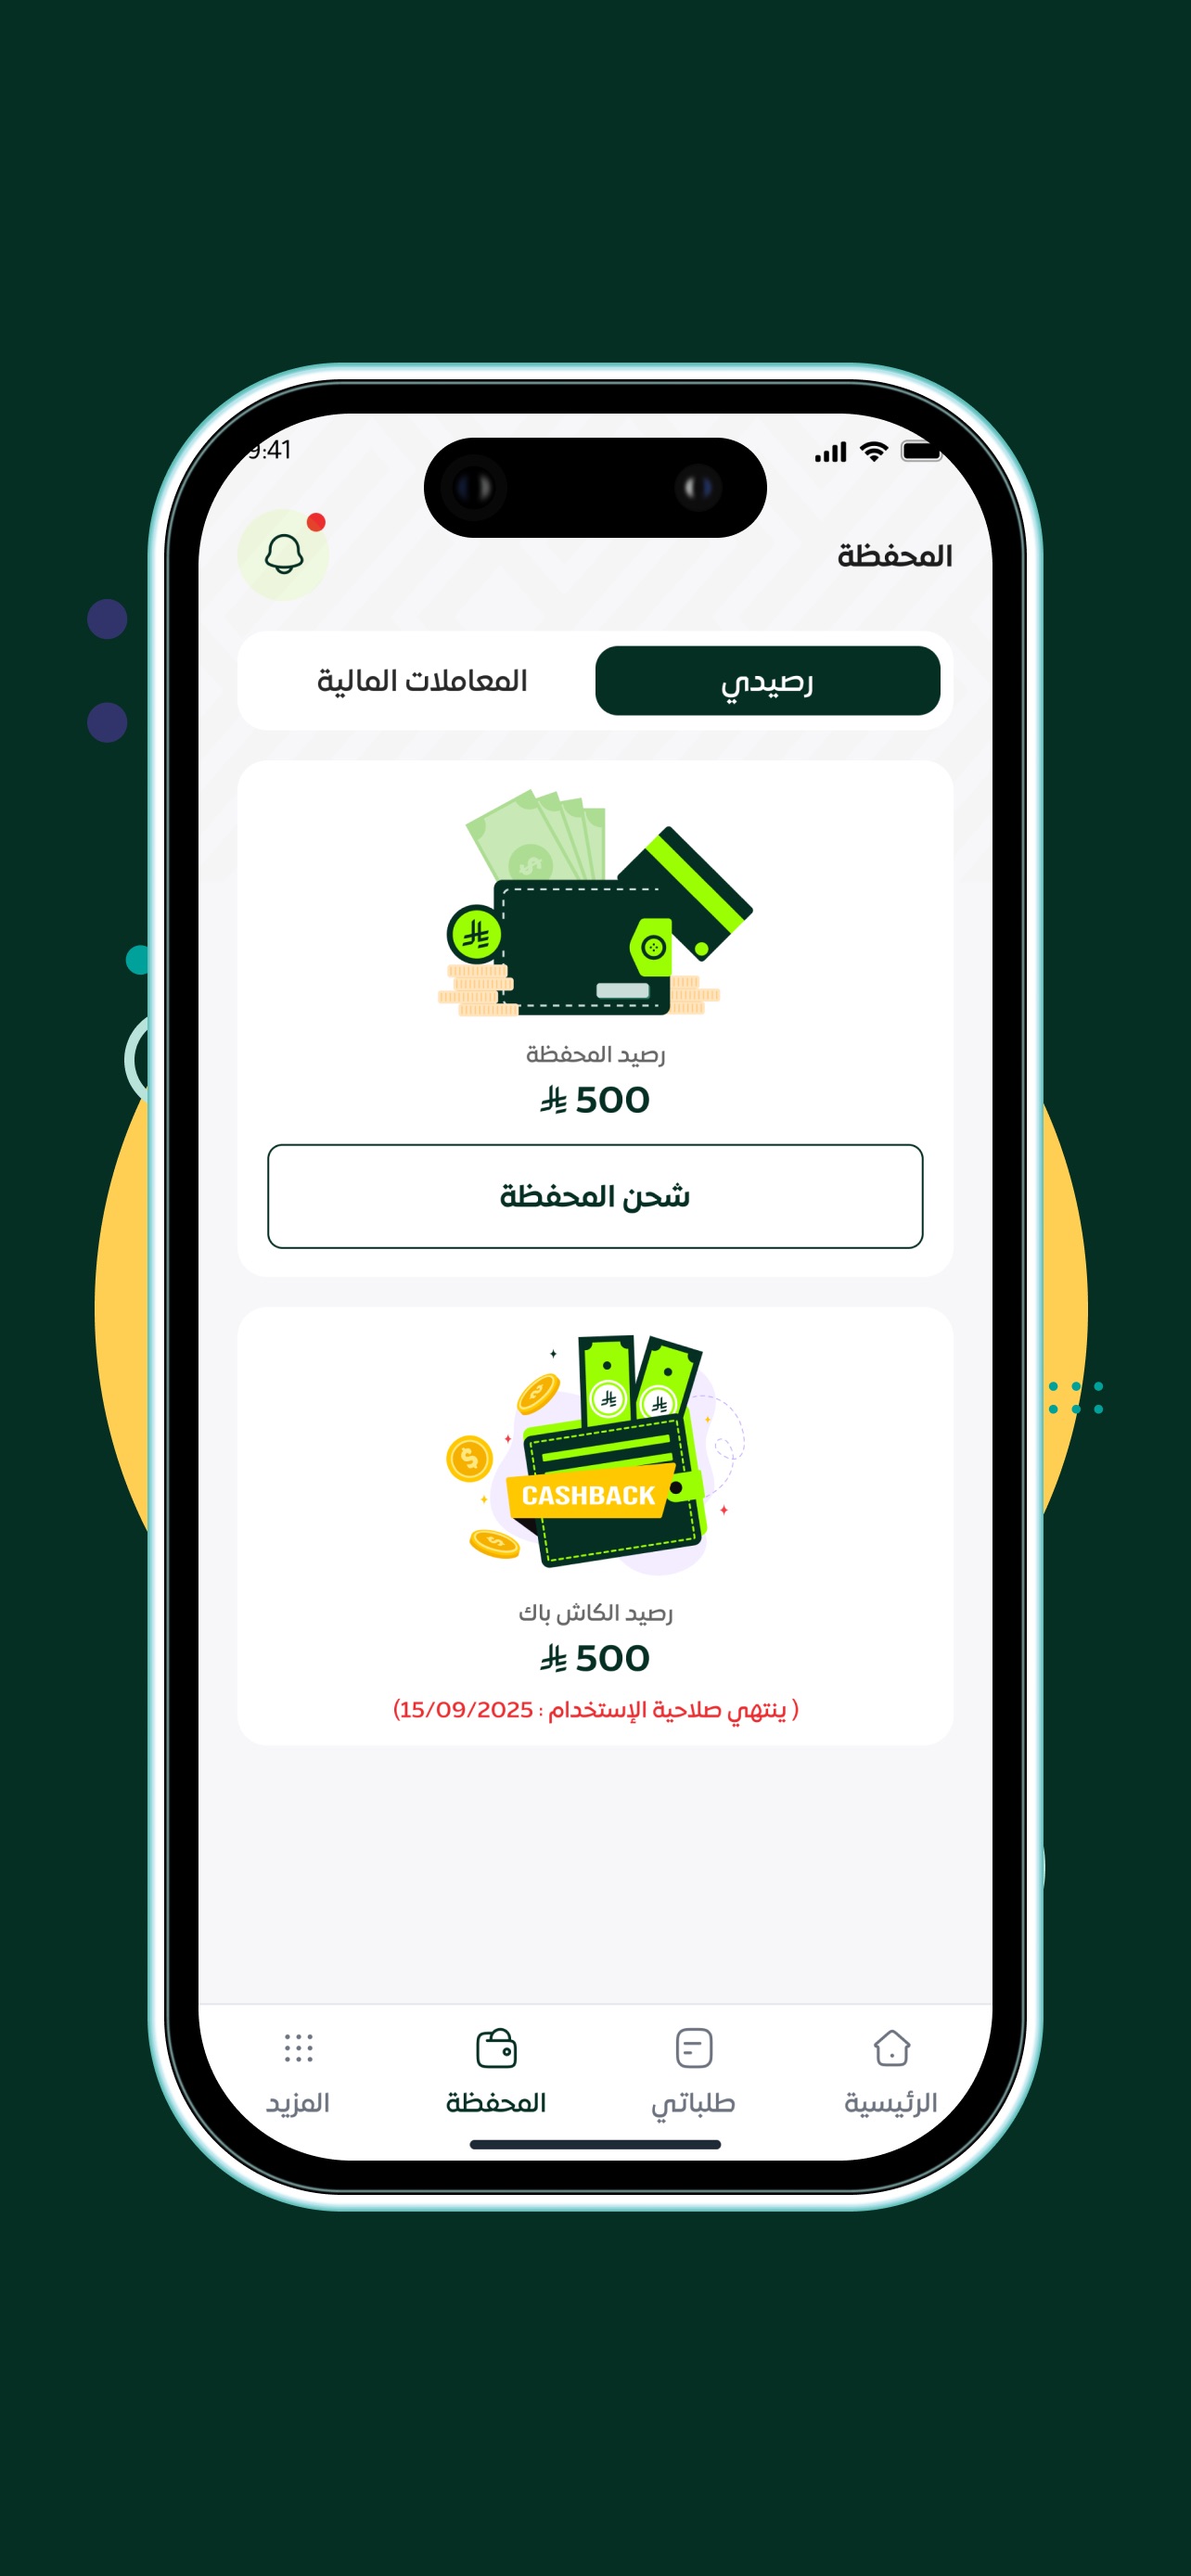 9:41
المحفظة
رصيدي
المعاملات المالية
رصيد المحفظة
500
شحن المحفظة
CASHBACK
رصيد الكاش باك
500
( ينتهي صلاحية الإستخدام : 15/09/2025)
الرئيسية
طلباتي
المحفظة
المزيد